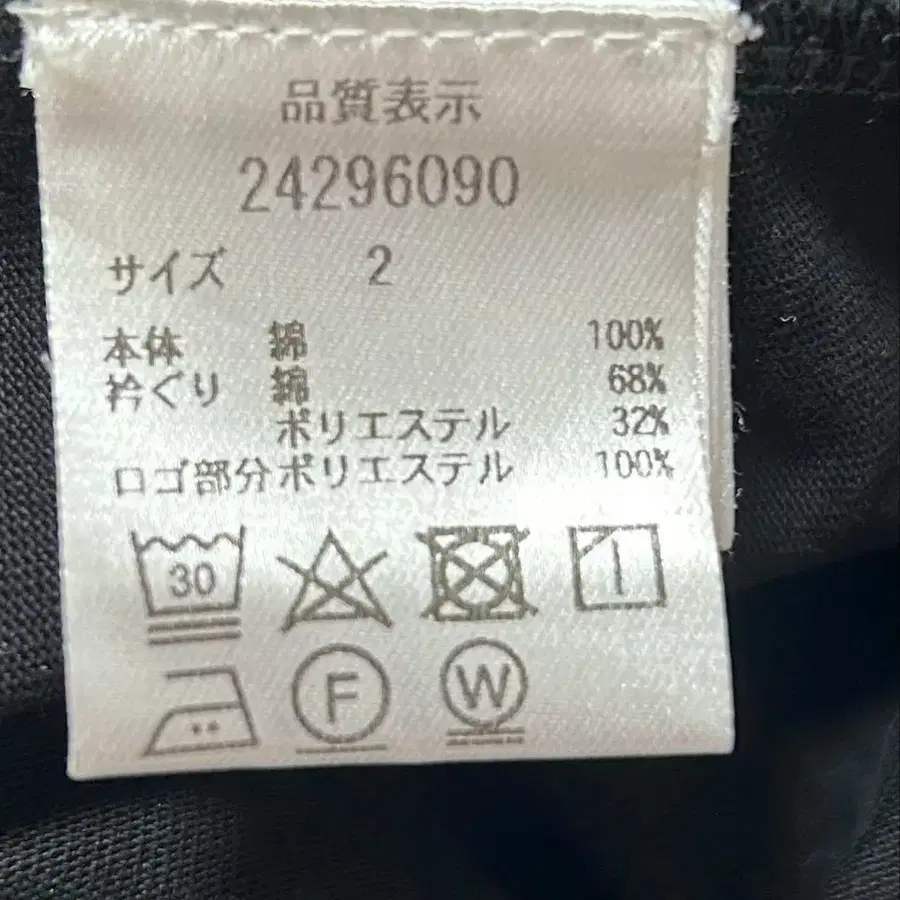 品質表示
24296090
サイズ 2
本体 綿 100%
衿ぐり 綿 68%
ポリエステル 32%
ロゴ部分 ポリエステル 100%
30
F
W